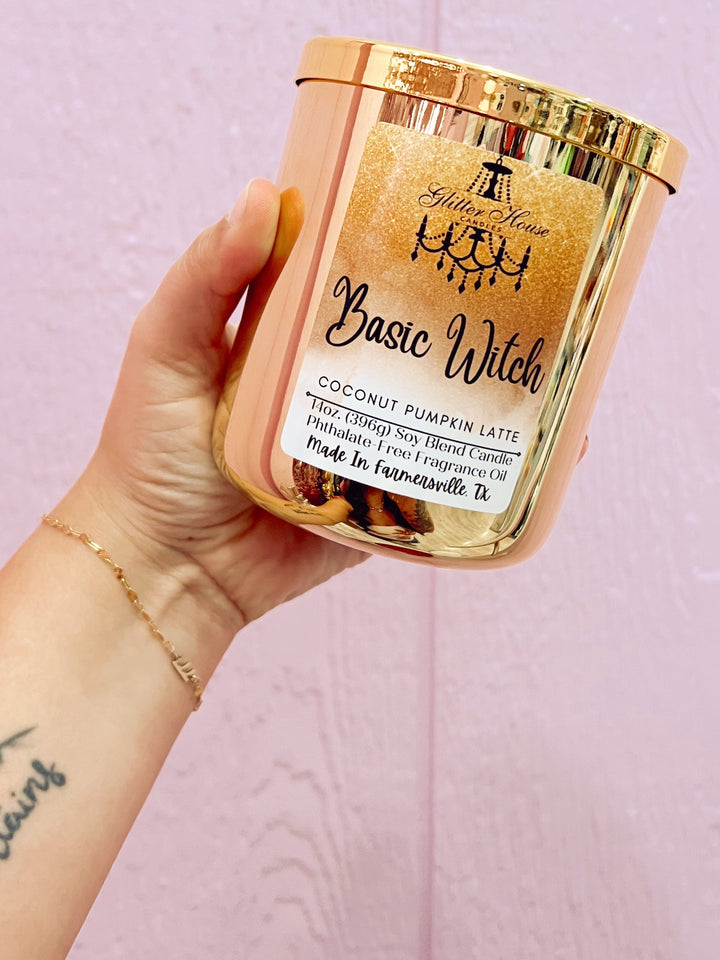 Glitter House
CANDLES
Basic Witch
COCONUT PUMPKIN LATTE
14oz. (396g) Soy Blend Candle
Phthalate-Free Fragrance Oil
Made In Farmersville, Tx